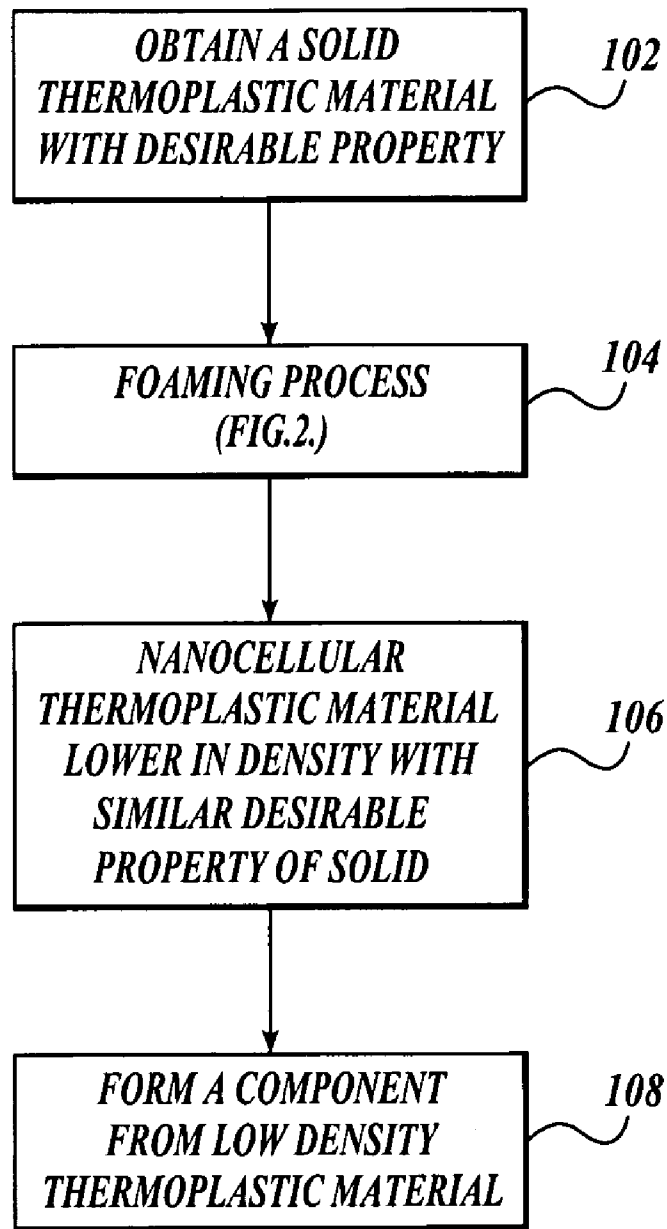 OBTAIN A SOLID
THERMOPLASTIC MATERIAL
WITH DESIRABLE PROPERTY
102
FOAMING PROCESS
(FIG.2.)
104
NANOCELLULAR
THERMOPLASTIC MATERIAL
LOWER IN DENSITY WITH
SIMILAR DESIRABLE
PROPERTY OF SOLID
106
FORM A COMPONENT
FROM LOW DENSITY
THERMOPLASTIC MATERIAL
108